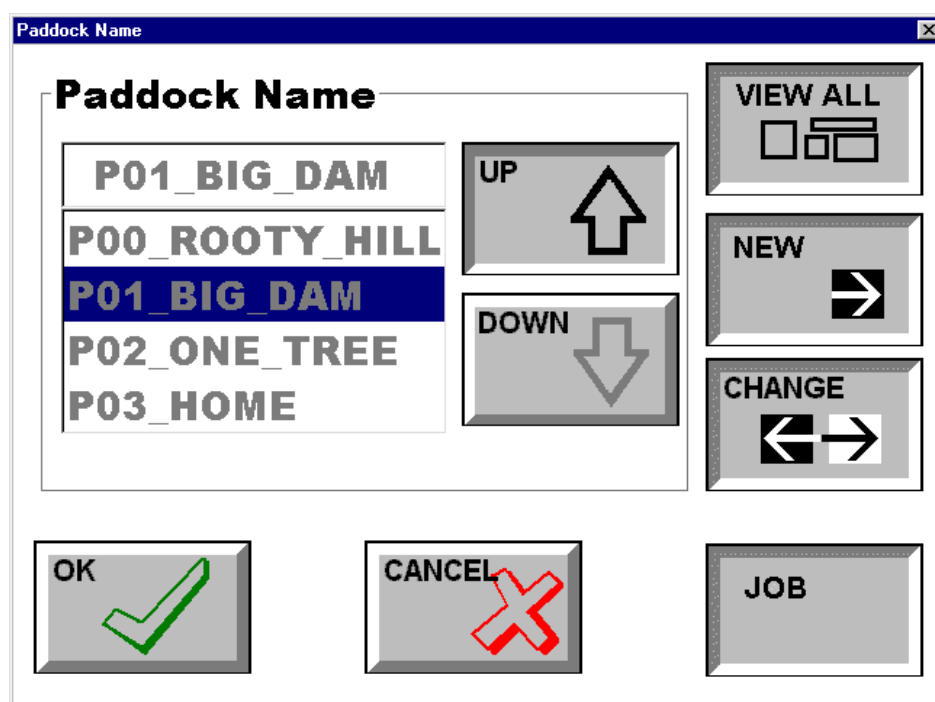 Paddock Name
Paddock Name
P01_BIG_DAM
P00_ROOTY_HILL
P01_BIG_DAM
P02_ONE_TREE
P03_HOME
UP
DOWN
VIEW ALL
NEW
CHANGE
OK
CANCEL
JOB